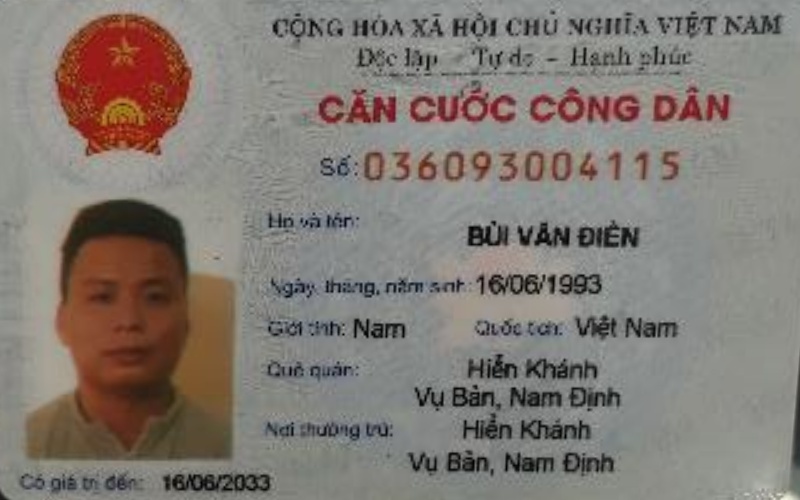 CỘNG HÒA XÃ HỘI CHỦ NGHĨA VIỆT NAM
Độc lập - Tự do - Hạnh phúc
CĂN CƯỚC CÔNG DÂN
Số: 036093004115
Họ và tên: BÙI VĂN ĐIỀN
Ngày, tháng, năm sinh: 16/06/1993
Giới tính: Nam Quốc tịch: Việt Nam
Quê quán: Hiển Khánh
Vụ Bản, Nam Định
Nơi thường trú: Hiển Khánh
Vụ Bản, Nam Định
Có giá trị đến: 16/06/2033